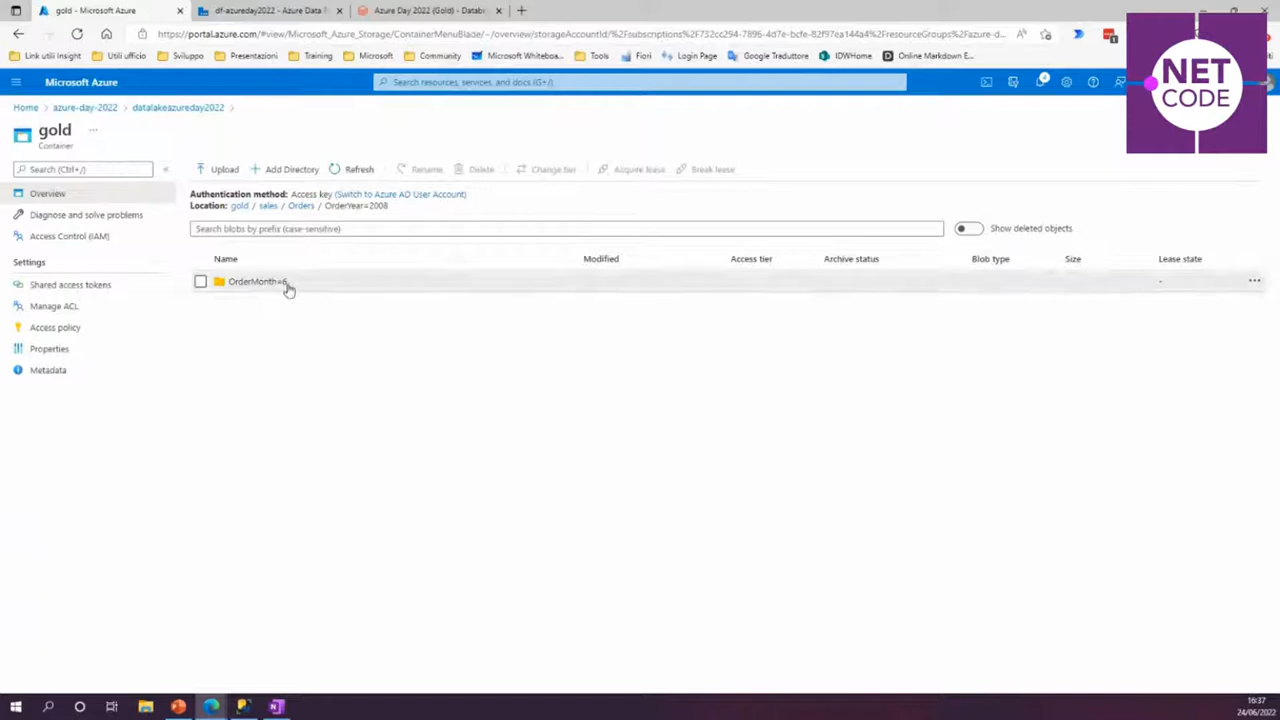 gold - Microsoft Azure
df-azureday2022 - Azure Data F
Azure Day 2022 (Gold) - Databri
https://portal.azure.com/#view/Microsoft_Azure_Storage/ContainerMenuBlade/~/overview/storageAccountId/%2Fsubscriptions%2F732cc294-7896-4d7e-bcfe-82f97ea144a4%2FresourceGroups%2Fazure-d...
Link utili Insight
Utili ufficio
Sviluppo
Presentazioni
Training
Microsoft
Community
Microsoft Whiteboa...
Tools
Fiori
Login Page
Google Traduttore
IDWHome
Online Markdown E...
NET
CODE
Microsoft Azure
Search resources, services, and docs (G+/)
4
Home > azure-day-2022 > datalakeazureday2022 >
gold ...
Container
Search (Ctrl+/)
«
Upload
Add Directory
Refresh
Rename
Delete
Change tier
Acquire lease
Break lease
Overview
Diagnose and solve problems
Access Control (IAM)
Settings
Shared access tokens
Manage ACL
Access policy
Properties
Metadata
Authentication method: Access key (Switch to Azure AD User Account)
Location: gold / sales / Orders / OrderYear=2008
Search blobs by prefix (case-sensitive)
Show deleted objects
Name
Modified
Access tier
Archive status
Blob type
Size
Lease state
OrderMonth=6
-
...
16:37
24/06/2022